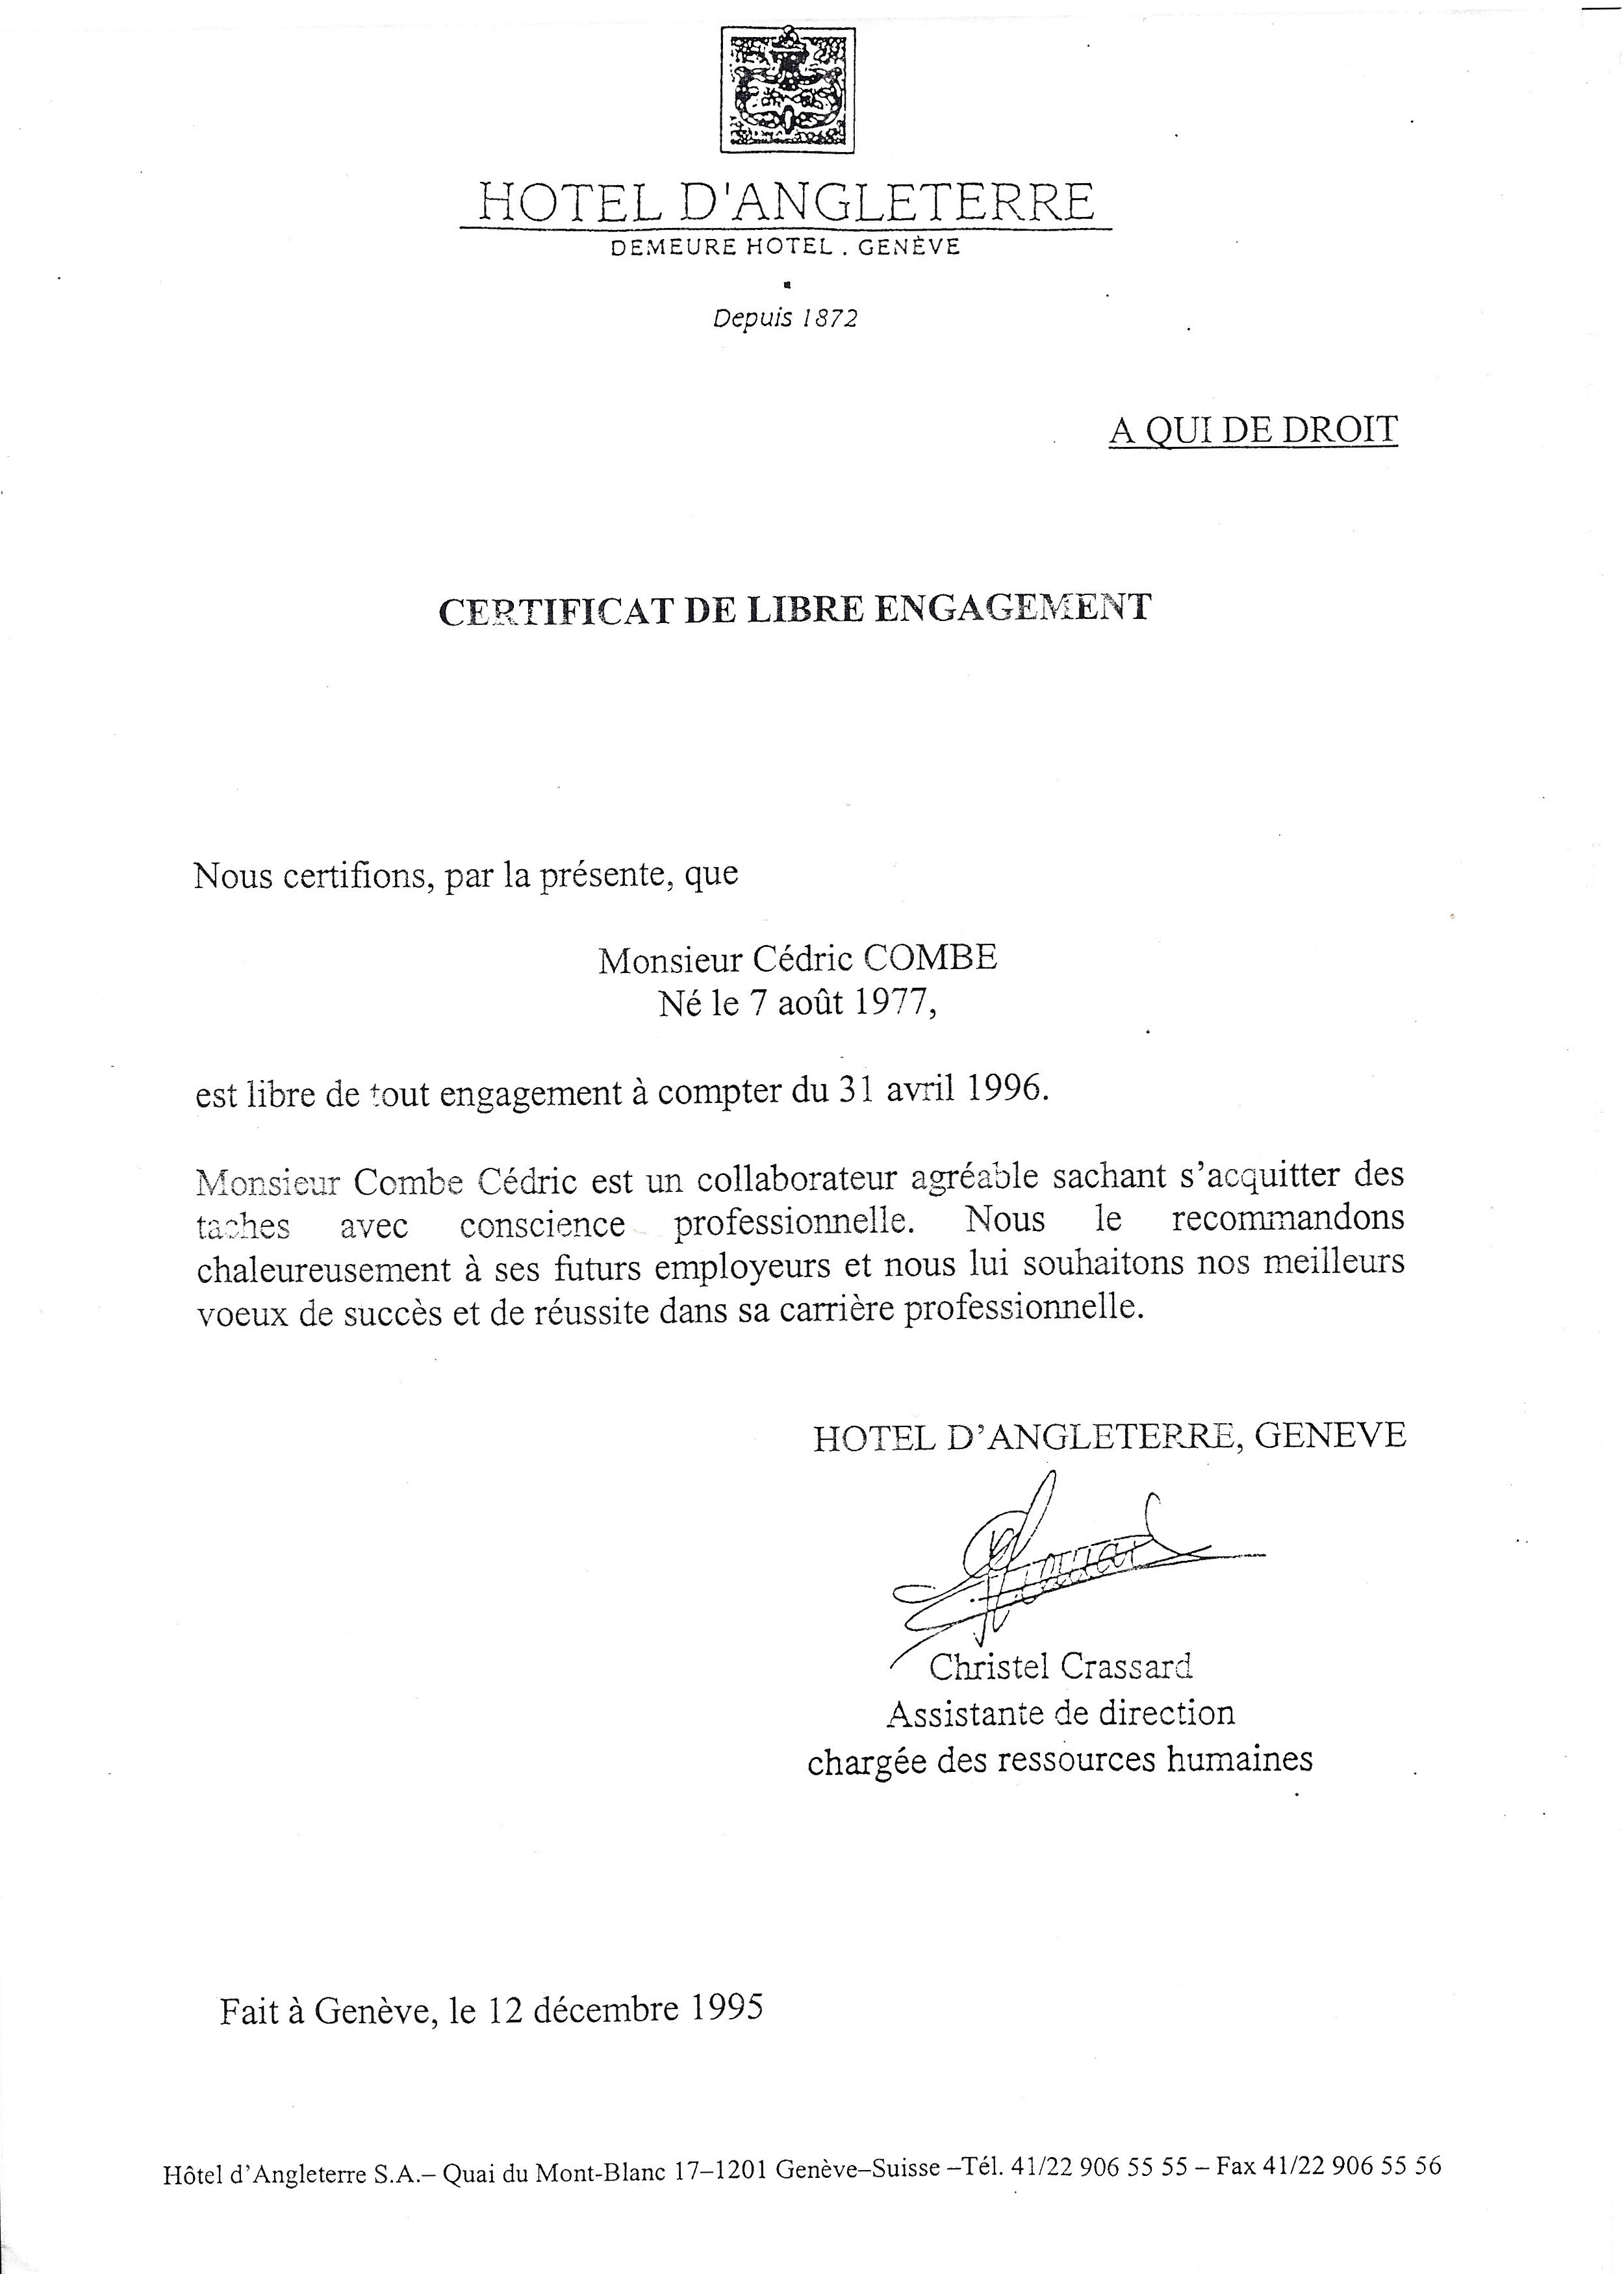 HOTEL D'ANGLETERRE
DEMEURE HOTEL . GENÈVE
Depuis 1872
A QUI DE DROIT
CERTIFICAT DE LIBRE ENGAGEMENT
Nous certifions, par la présente, que
Monsieur Cédric COMBE
Né le 7 août 1977,
est libre de tout engagement à compter du 31 avril 1996.
Monsieur Combe Cédric est un collaborateur agréable sachant s'acquitter des
taches avec conscience professionnelle. Nous le recommandons
chaleureusement à ses futurs employeurs et nous lui souhaitons nos meilleurs
voeux de succès et de réussite dans sa carrière professionnelle.
HOTEL D'ANGLETERRE, GENEVE
Christel Crassard
Assistante de direction
chargée des ressources humaines
Fait à Genève, le 12 décembre 1995
Hôtel d'Angleterre S.A.– Quai du Mont-Blanc 17–1201 Genève–Suisse –Tél. 41/22 906 55 55 – Fax 41/22 906 55 56